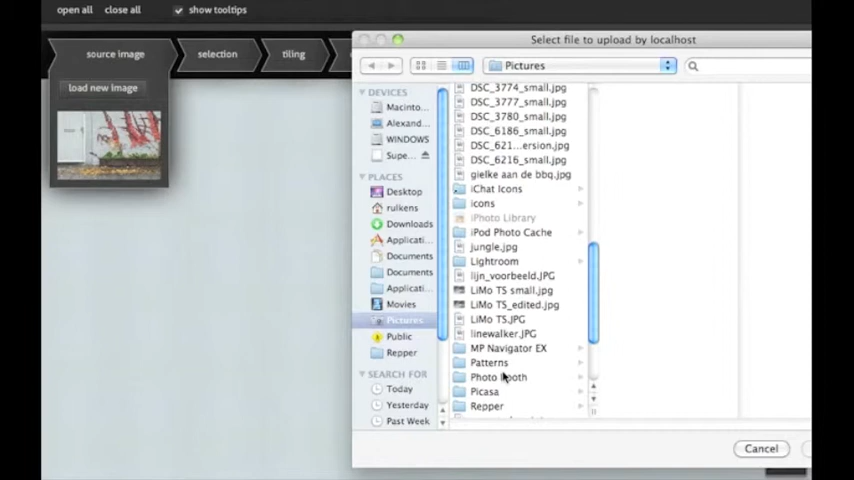 open all close all show tooltips
Select file to upload by localhost
source image selection tiling
Pictures
load new image
DEVICES
Macinto...
Alexand...
WINDOWS
Supe...
PLACES
Desktop
rulkens
Downloads
Applicati...
Documents
Documents
Applicati...
Movies
Pictures
Public
Repper
SEARCH FOR
Today
Yesterday
Past Week
DSC_3774_small.jpg
DSC_3777_small.jpg
DSC_3780_small.jpg
DSC_6186_small.jpg
DSC_621...ersion.jpg
DSC_6216_small.jpg
gielke aan de bbq.jpg
iChat Icons
icons
iPhoto Library
iPod Photo Cache
jungle.jpg
Lightroom
lijn_voorbeeld.JPG
LiMo TS small.jpg
LiMo TS_edited.jpg
LiMo TS.JPG
linewalker.JPG
MP Navigator EX
Patterns
Photo Booth
Picasa
Repper
Cancel